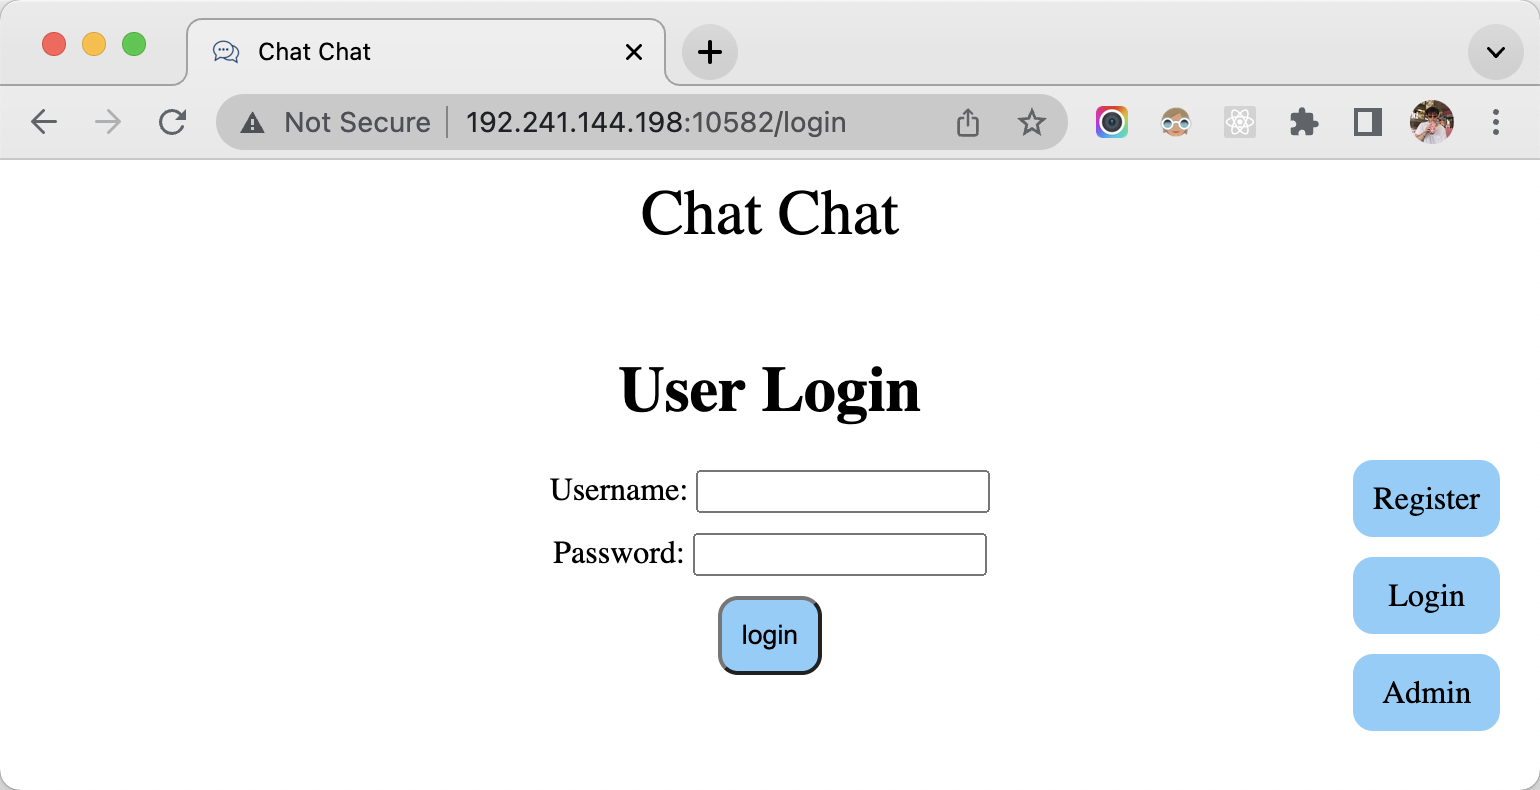 Chat Chat
Not Secure 192.241.144.198:10582/login
Chat Chat
User Login
Username:
Password:
login
Register
Login
Admin